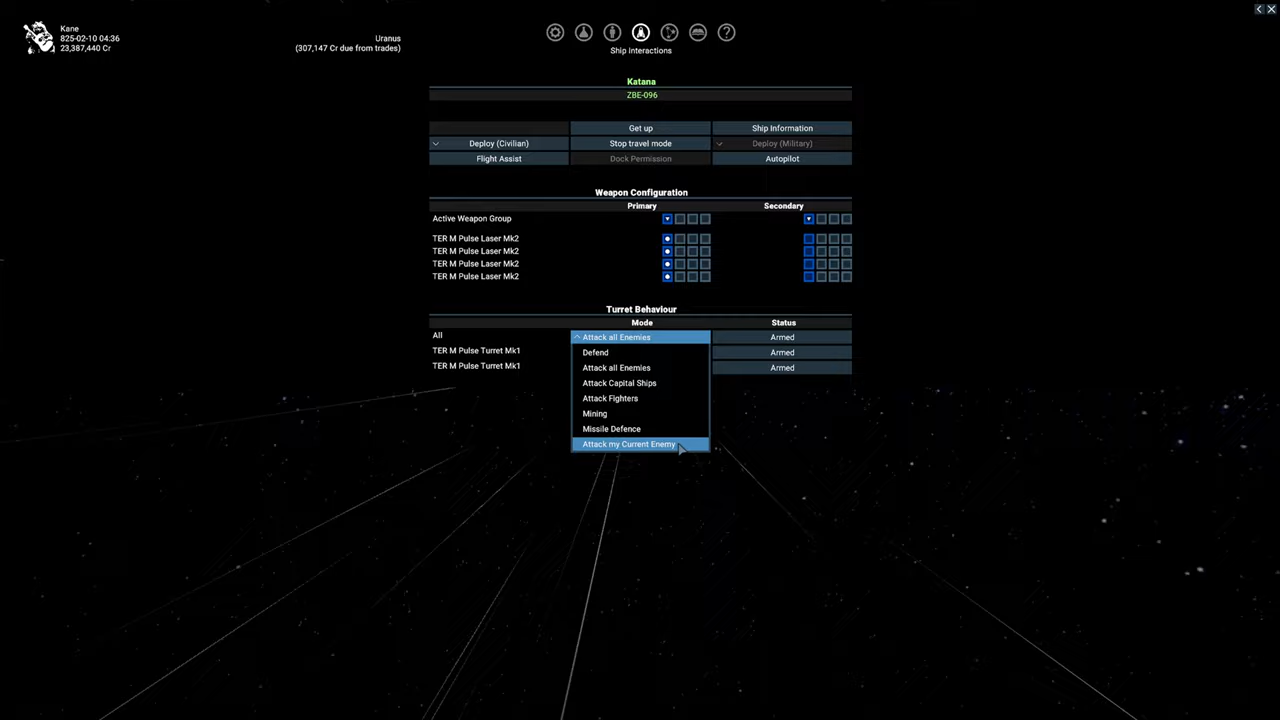 Kane
825-02-10 04:36
23,387,440 Cr
Uranus
(307,147 Cr due from trades)
?
Ship Interactions
Katana
ZBE-096
Get up
Ship Information
Deploy (Civilian)
Stop travel mode
Deploy (Military)
Flight Assist
Dock Permission
Autopilot
Weapon Configuration
Primary
Secondary
Active Weapon Group
TER M Pulse Laser Mk2
TER M Pulse Laser Mk2
TER M Pulse Laser Mk2
TER M Pulse Laser Mk2
Turret Behaviour
Mode
Status
All
Attack all Enemies
Armed
TER M Pulse Turret Mk1
Defend
Armed
TER M Pulse Turret Mk1
Attack all Enemies
Armed
Attack Capital Ships
Attack Fighters
Mining
Missile Defence
Attack my Current Enemy